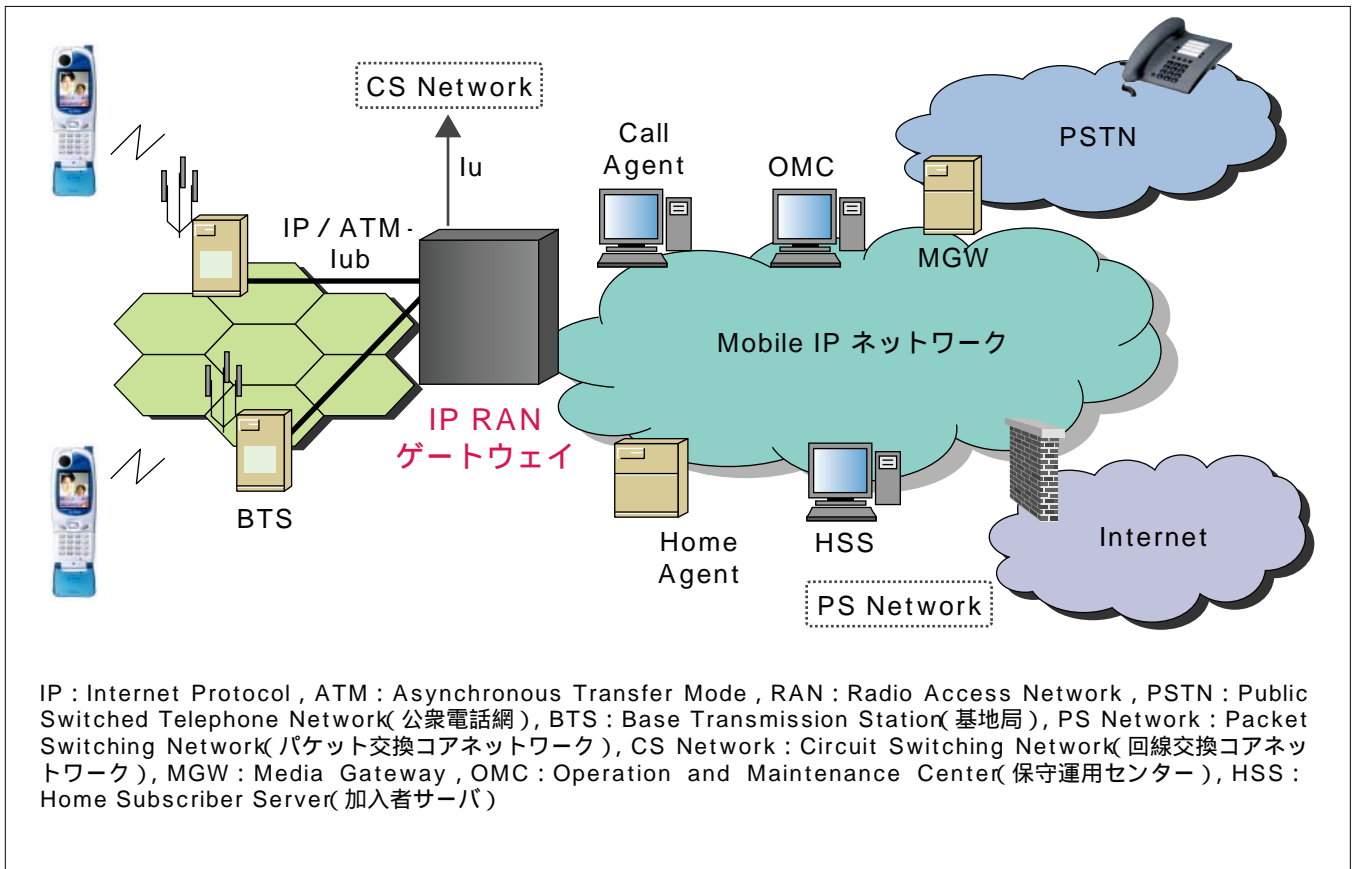 CS Network
Iu
Call
Agent
OMC
PSTN
IP / ATM -
Iub
MGW
Mobile IP ネットワーク
IP RAN
ゲートウェイ
BTS
Home
Agent
HSS
PS Network
Internet
IP : Internet Protocol , ATM : Asynchronous Transfer Mode , RAN : Radio Access Network , PSTN : Public
Switched Telephone Network( 公衆電話網 ) , BTS : Base Transmission Station( 基地局 ) , PS Network : Packet
Switching Network( パケット交換コアネットワーク ) , CS Network : Circuit Switching Network( 回線交換コアネッ
トワーク ) , MGW : Media Gateway , OMC : Operation and Maintenance Center( 保守運用センター ) , HSS :
Home Subscriber Server( 加入者サーバ )